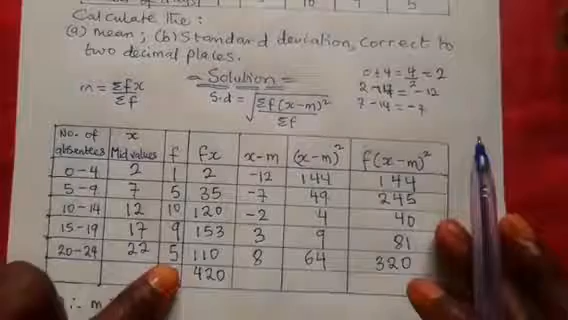 10 9 5
Calculate the:
(a) mean; (b) Standard deviation, correct to
two decimal places.
Solution
m = Σfx / Σf
S.d = √ Σf(x-m)² / Σf
0+4 = 4/2 = 2
2-14 = -12
7-14 = -7
No. of absentees x Mid values f fx x-m (x-m)² f(x-m)²
0-4 2 1 2 -12 144 144
5-9 7 5 35 -7 49 245
10-14 12 10 120 -2 4 40
15-19 17 9 153 3 9 81
20-24 22 5 110 8 64 320
420
∴ m